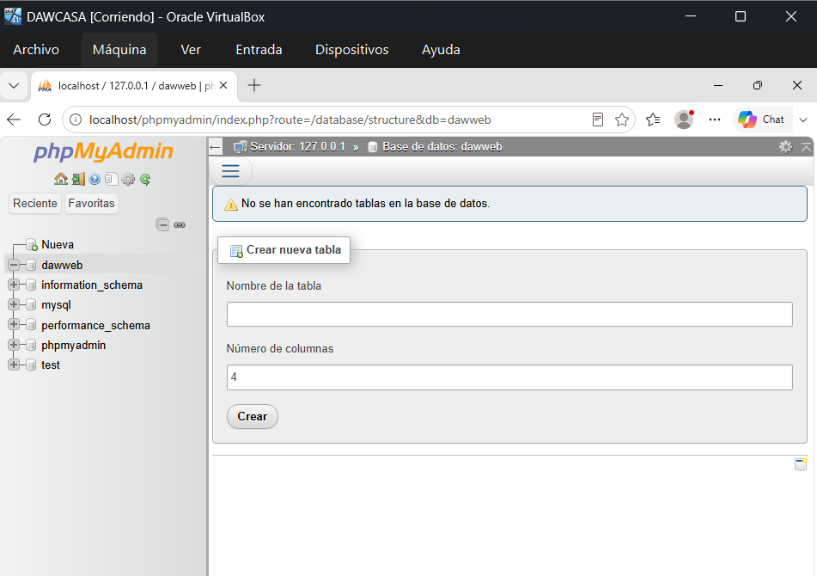 DAWCASA [Corriendo] - Oracle VirtualBox
Archivo Máquina Ver Entrada Dispositivos Ayuda
localhost / 127.0.0.1 / dawweb | ph
localhost/phpmyadmin/index.php?route=/database/structure&db=dawweb
Chat
phpMyAdmin
Reciente Favoritas
Nueva
dawweb
information_schema
mysql
performance_schema
phpmyadmin
test
Servidor: 127.0.0.1 » Base de datos: dawweb
No se han encontrado tablas en la base de datos.
Crear nueva tabla
Nombre de la tabla
Número de columnas
4
Crear